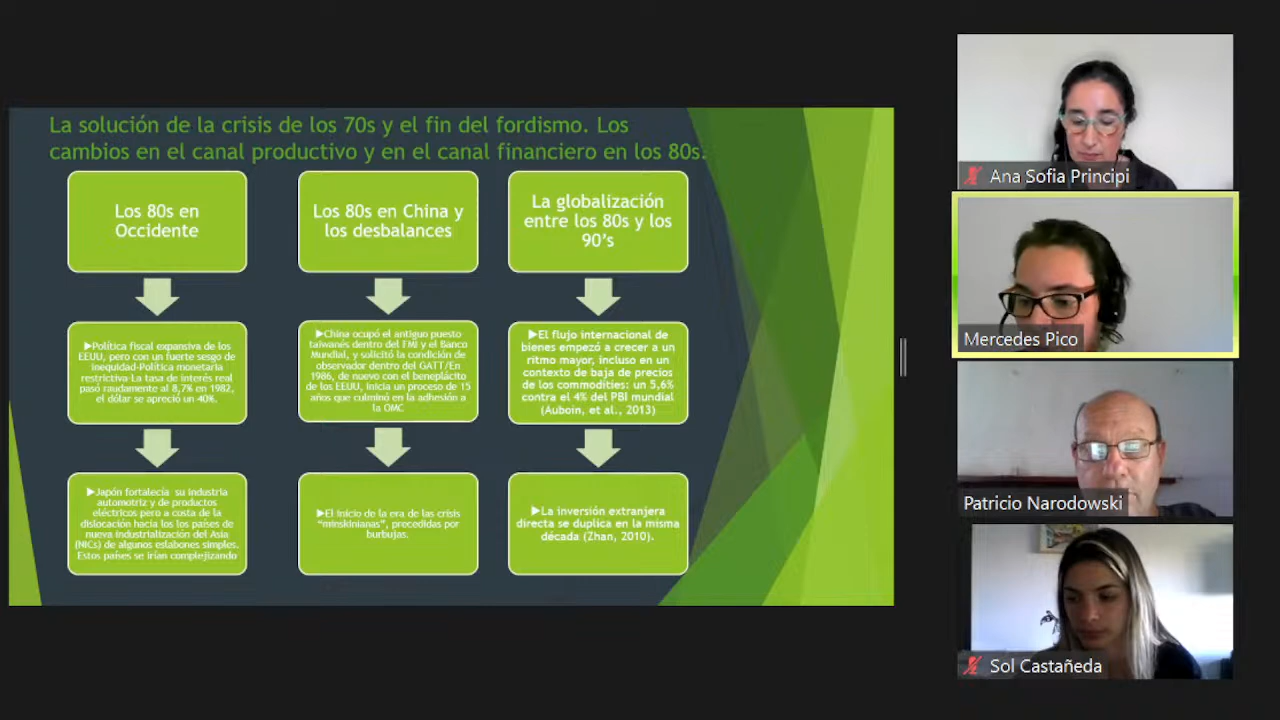 La solución de la crisis de los 70s y el fin del fordismo. Los
cambios en el canal productivo y en el canal financiero en los 80s.
Los 80s en
Occidente
▶Política fiscal expansiva de los
EEUU, pero con un fuerte sesgo de
inequidad-Política monetaria
restrictiva-La tasa de interés real
pasó raudamente al 8,7% en 1982,
el dólar se apreció un 40%.
▶Japón fortalecía su industria
automotriz y de productos
eléctricos pero a costa de la
dislocación hacia los los países de
nueva industrialización del Asia
(NICs) de algunos eslabones simples.
Estos países se irían complejizando
Los 80s en China y
los desbalances
▶China ocupó el antiguo puesto
taiwanés dentro del FMI y el Banco
Mundial, y solicitó la condición de
observador dentro del GATT/En
1986, de nuevo con el beneplácito
de los EEUU, inicia un proceso de 15
años que culminó en la adhesión a
la OMC
▶El inicio de la era de las crisis
“minskinianas”, precedidas por
burbujas.
La globalización
entre los 80s y los
90’s
▶El flujo internacional de
bienes empezó a crecer a un
ritmo mayor, incluso en un
contexto de baja de precios
de los commodities: un 5,6%
contra el 4% del PBI mundial
(Auboin, et al., 2013)
▶La inversión extranjera
directa se duplica en la misma
década (Zhan, 2010).
Ana Sofia Principi
Mercedes Pico
Patricio Narodowski
Sol Castañeda